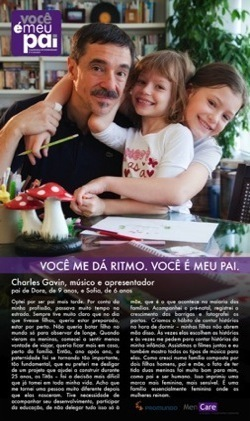 você
é meu
pai
VOCÊ ME DÁ RITMO. VOCÊ É MEU PAI.
Charles Gavin, músico e apresentador
pai de Dora, de 9 anos, e Sofia, de 6 anos
Optei por ser pai mais tarde. Por conta da
minha profissão, passava muito tempo na
estrada. Sempre tive muito claro que no dia
que tivesse filhos, queria estar preparado,
estar por perto. Não queria botar filho no
mundo só para observar de longe. Quando
vieram as meninas, comecei a sentir menos
vontade de viajar, queria ficar mais em casa,
perto da família. Então, ano após ano, a
paternidade foi se tornando tão importante,
tão fundamental, que eu preferi me desligar
de um projeto que ajudei a construir durante
25 anos, os Titãs – foi a decisão mais difícil
que já tomei em toda minha vida. Acho que
me tornei uma pessoa muito diferente depois
que elas nasceram. Tive necessidade de
acompanhar seu desenvolvimento, participar
da educação, de não delegar tudo isso só à
mãe, que é o que acontece na maioria das
famílias. Acompanhei o pré-natal, registrei o
crescimento das barrigas e fotografei os
partos. Criamos o hábito de contar histórias
na hora de dormir – minhas filhas não abrem
mão disso. Às vezes elas escolhem as histórias
e às vezes me pedem para contar histórias da
minha infância. Assistimos a filmes juntos e eu
também mostro todos os tipos de música para
elas. Como cresci numa família composta por
dois filhos homens, pai e mãe, o fato de ter
tido duas meninas foi muito bom para mim,
como pai e ser humano. Isso imprimiu uma
marca mais feminina, mais sensível. É uma
família essencialmente feminina onde as
mulheres reinam.
PROMUNDO
MenCare